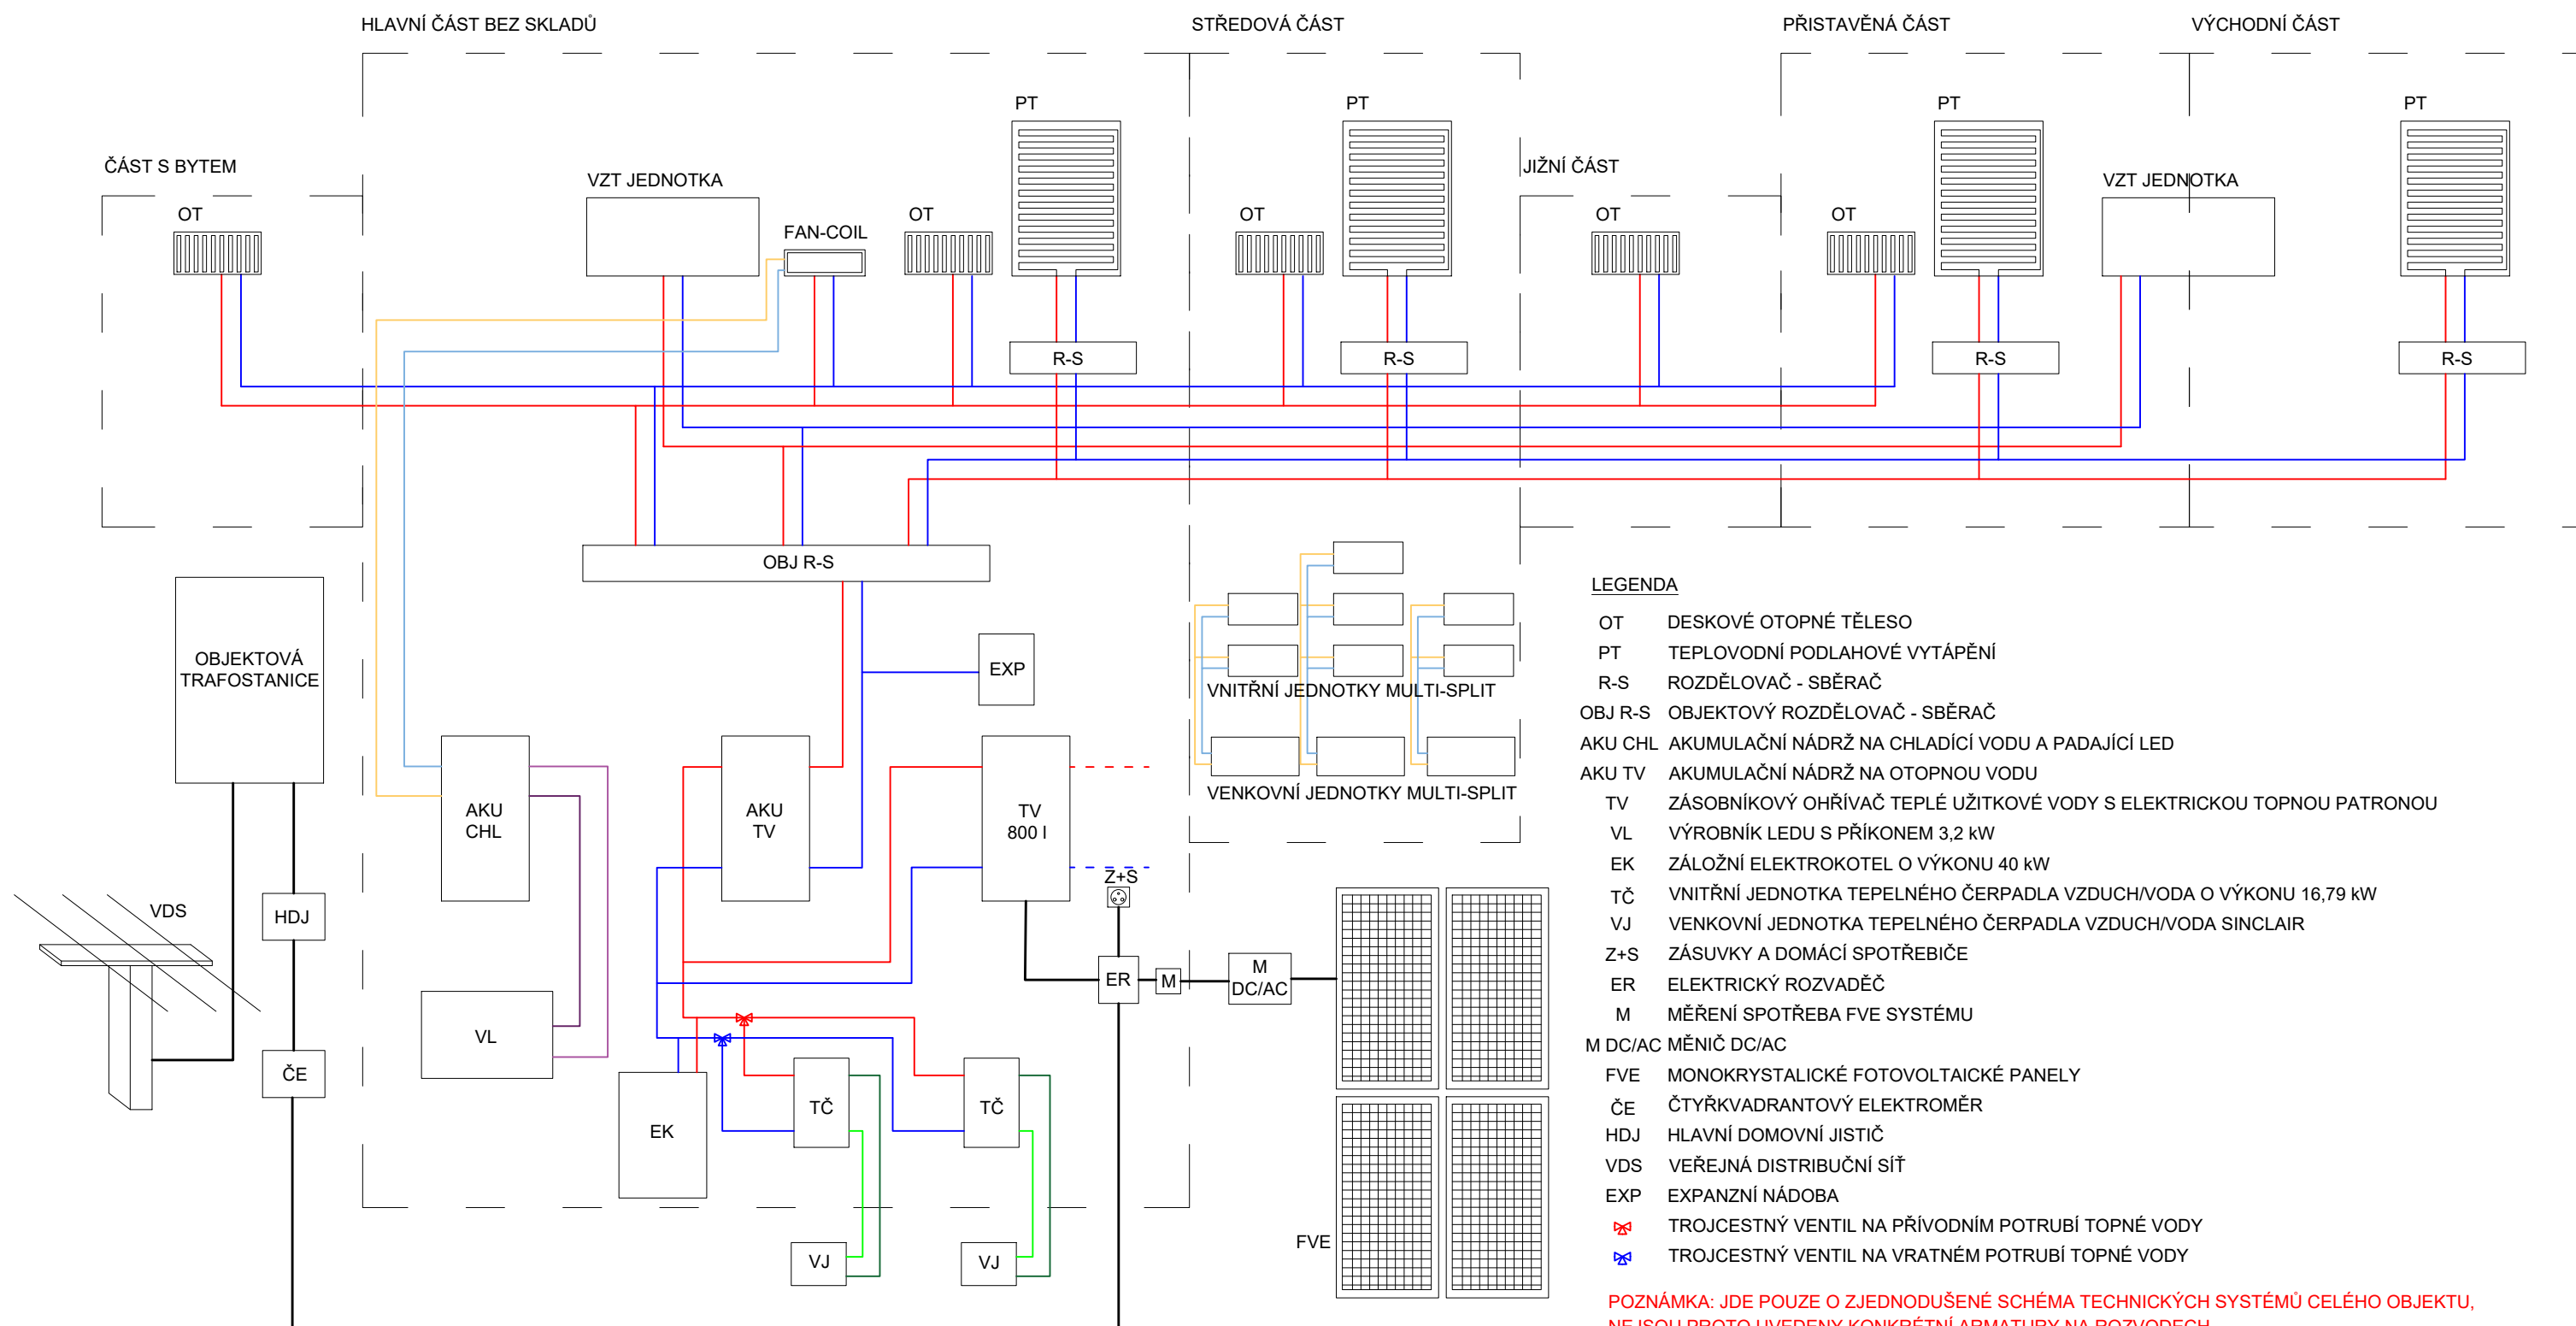 HLAVNÍ ČÁST BEZ SKLADŮ
STŘEDOVÁ ČÁST
PŘISTAVĚNÁ ČÁST
VÝCHODNÍ ČÁST
PT
PT
PT
PT
ČÁST S BYTEM
JIŽNÍ ČÁST
VZT JEDNOTKA
VZT JEDNOTKA
OT
FAN-COIL
OT
OT
OT
OT
R-S
R-S
R-S
R-S
OBJ R-S
OBJEKTOVÁ
TRAFOSTANICE
EXP
VNITŘNÍ JEDNOTKY MULTI-SPLIT
VENKOVNÍ JEDNOTKY MULTI-SPLIT
AKU
CHL
AKU
TV
TV
800 l
VDS
HDJ
ČE
VL
EK
TČ
TČ
VJ
VJ
Z+S
ER
M
M
DC/AC
FVE
LEGENDA
OT DESKOVÉ OTOPNÉ TĚLESO
PT TEPLOVODNÍ PODLAHOVÉ VYTÁPĚNÍ
R-S ROZDĚLOVAČ - SBĚRAČ
OBJ R-S OBJEKTOVÝ ROZDĚLOVAČ - SBĚRAČ
AKU CHL AKUMULAČNÍ NÁDRŽ NA CHLADÍCÍ VODU A PADAJÍCÍ LED
AKU TV AKUMULAČNÍ NÁDRŽ NA OTOPNOU VODU
TV ZÁSOBNÍKOVÝ OHŘÍVAČ TEPLÉ UŽITKOVÉ VODY S ELEKTRICKOU TOPNOU PATRONOU
VL VÝROBNÍK LEDU S PŘÍKONEM 3,2 kW
EK ZÁLOŽNÍ ELEKTROKOTEL O VÝKONU 40 kW
TČ VNITŘNÍ JEDNOTKA TEPELNÉHO ČERPADLA VZDUCH/VODA O VÝKONU 16,79 kW
VJ VENKOVNÍ JEDNOTKA TEPELNÉHO ČERPADLA VZDUCH/VODA SINCLAIR
Z+S ZÁSUVKY A DOMÁCÍ SPOTŘEBIČE
ER ELEKTRICKÝ ROZVADĚČ
M MĚŘENÍ SPOTŘEBA FVE SYSTÉMU
M DC/AC MĚNIČ DC/AC
FVE MONOKRYSTALICKÉ FOTOVOLTAICKÉ PANELY
ČE ČTYŘKVADRANTOVÝ ELEKTROMĚR
HDJ HLAVNÍ DOMOVNÍ JISTIČ
VDS VEŘEJNÁ DISTRIBUČNÍ SÍŤ
EXP EXPANZNÍ NÁDOBA
TROJCESTNÝ VENTIL NA PŘÍVODNÍM POTRUBÍ TOPNÉ VODY
TROJCESTNÝ VENTIL NA VRATNÉM POTRUBÍ TOPNÉ VODY
POZNÁMKA: JDE POUZE O ZJEDNODUŠENÉ SCHÉMA TECHNICKÝCH SYSTÉMŮ CELÉHO OBJEKTU,
NEJSOU PROTO UVEDENY KONKRÉTNÍ ARMATURY NA ROZVODECH